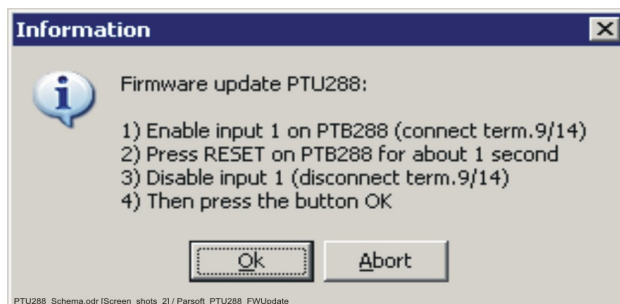 Information
Firmware update PTU288:
1) Enable input 1 on PTB288 (connect term.9/14)
2) Press RESET on PTB288 for about 1 second
3) Disable input 1 (disconnect term.9/14)
4) Then press the button OK
Ok
Abort
PTU288_Schema.odr [Screen_shots_2] / Parsoft_PTU288_FWUpdate